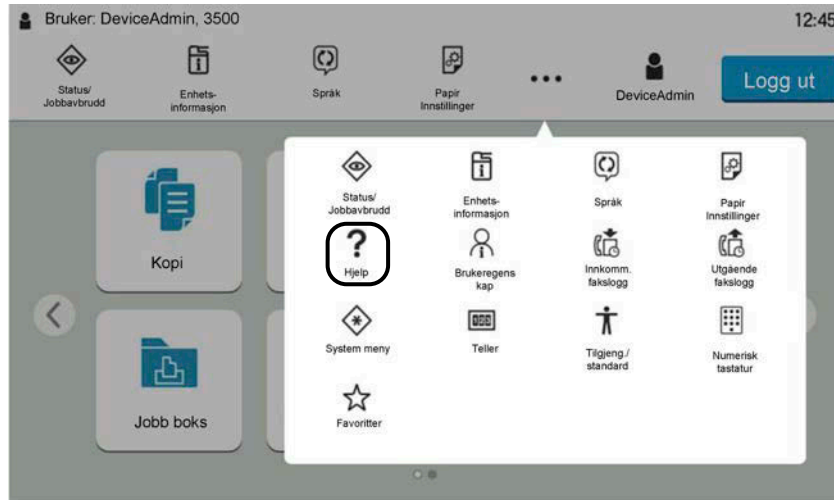 Bruker: DeviceAdmin, 3500
12:45
Status/
Jobbavbrudd
Enhets-
informasjon
Språk
Papir
Innstillinger
DeviceAdmin
Logg ut
Status/
Jobbavbrudd
Enhets-
informasjon
Språk
Papir
Innstillinger
Kopi
?
Hjelp
Brukeregens
kap
Innkomm.
fakslogg
Utgående
fakslogg
System meny
Teller
Tilgjeng./
standard
Numerisk
tastatur
Jobb boks
Favoritter